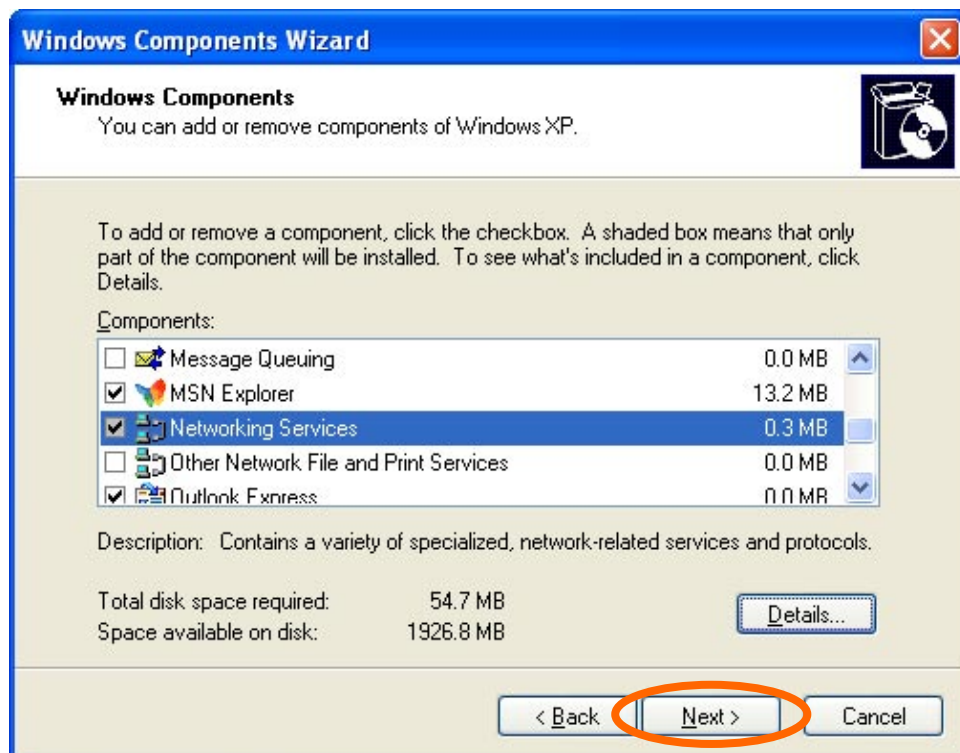 Windows Components Wizard
Windows Components
You can add or remove components of Windows XP.
To add or remove a component, click the checkbox. A shaded box means that only
part of the component will be installed. To see what's included in a component, click
Details.
Components:
Message Queuing 0.0 MB
MSN Explorer 13.2 MB
Networking Services 0.3 MB
Other Network File and Print Services 0.0 MB
Outlook Express 0.0 MB
Description: Contains a variety of specialized, network-related services and protocols.
Total disk space required: 54.7 MB
Space available on disk: 1926.8 MB
Details...
< Back Next > Cancel